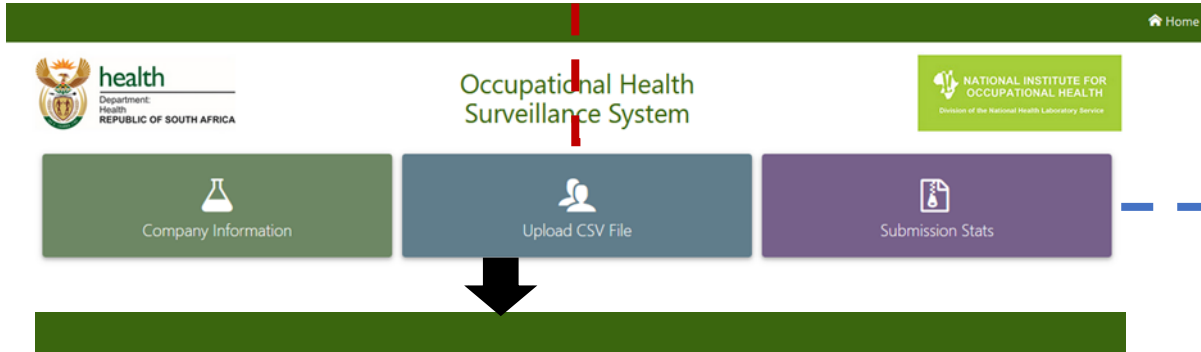 Home
health
Department:
Health
REPUBLIC OF SOUTH AFRICA
Occupational Health
Surveillance System
NATIONAL INSTITUTE FOR
OCCUPATIONAL HEALTH
Division of the National Health Laboratory Service
Company Information
Upload CSV File
Submission Stats